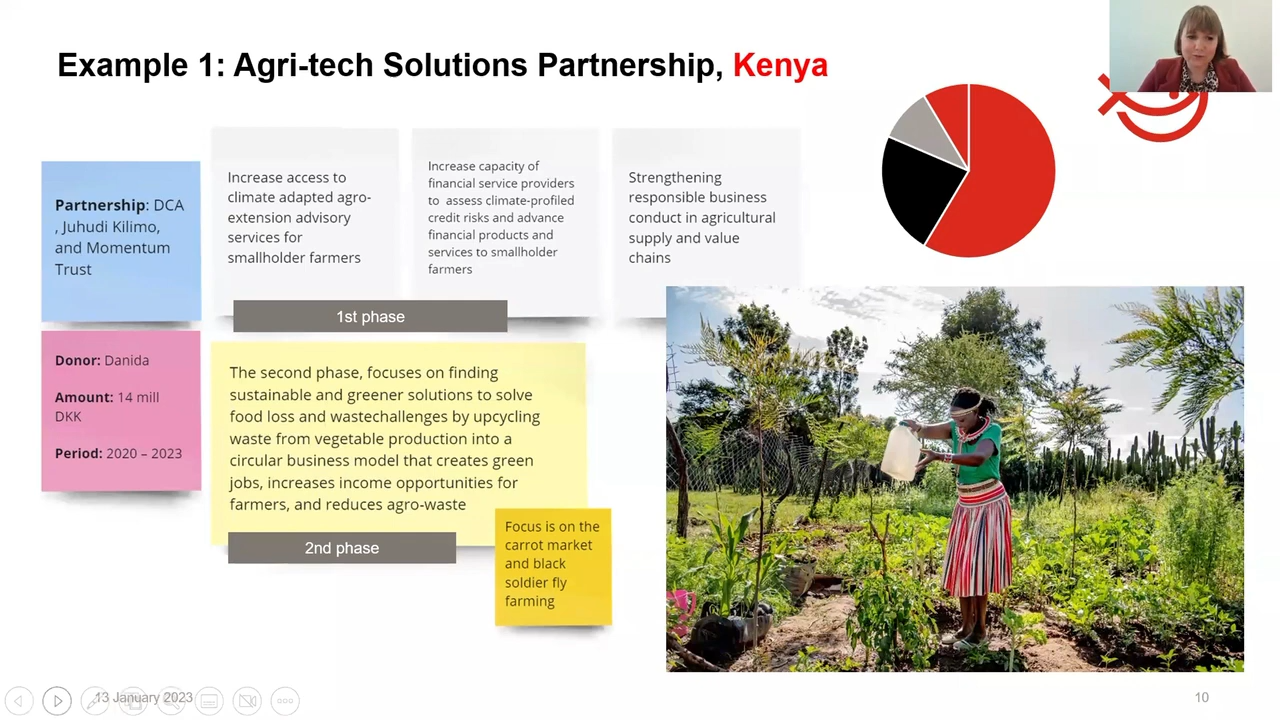 Example 1: Agri-tech Solutions Partnership, Kenya
Partnership: DCA
, Juhudi Kilimo,
and Momentum
Trust
Increase access to
climate adapted agro-
extension advisory
services for
smallholder farmers
Increase capacity of
financial service providers
to assess climate-profiled
credit risks and advance
financial products and
services to smallholder
farmers
Strengthening
responsible business
conduct in agricultural
supply and value
chains
1st phase
Donor: Danida
Amount: 14 mill
DKK
Period: 2020 – 2023
The second phase, focuses on finding
sustainable and greener solutions to solve
food loss and wastechallenges by upcycling
waste from vegetable production into a
circular business model that creates green
jobs, increases income opportunities for
farmers, and reduces agro-waste
2nd phase
Focus is on the
carrot market
and black
soldier fly
farming
13 January 2023
10